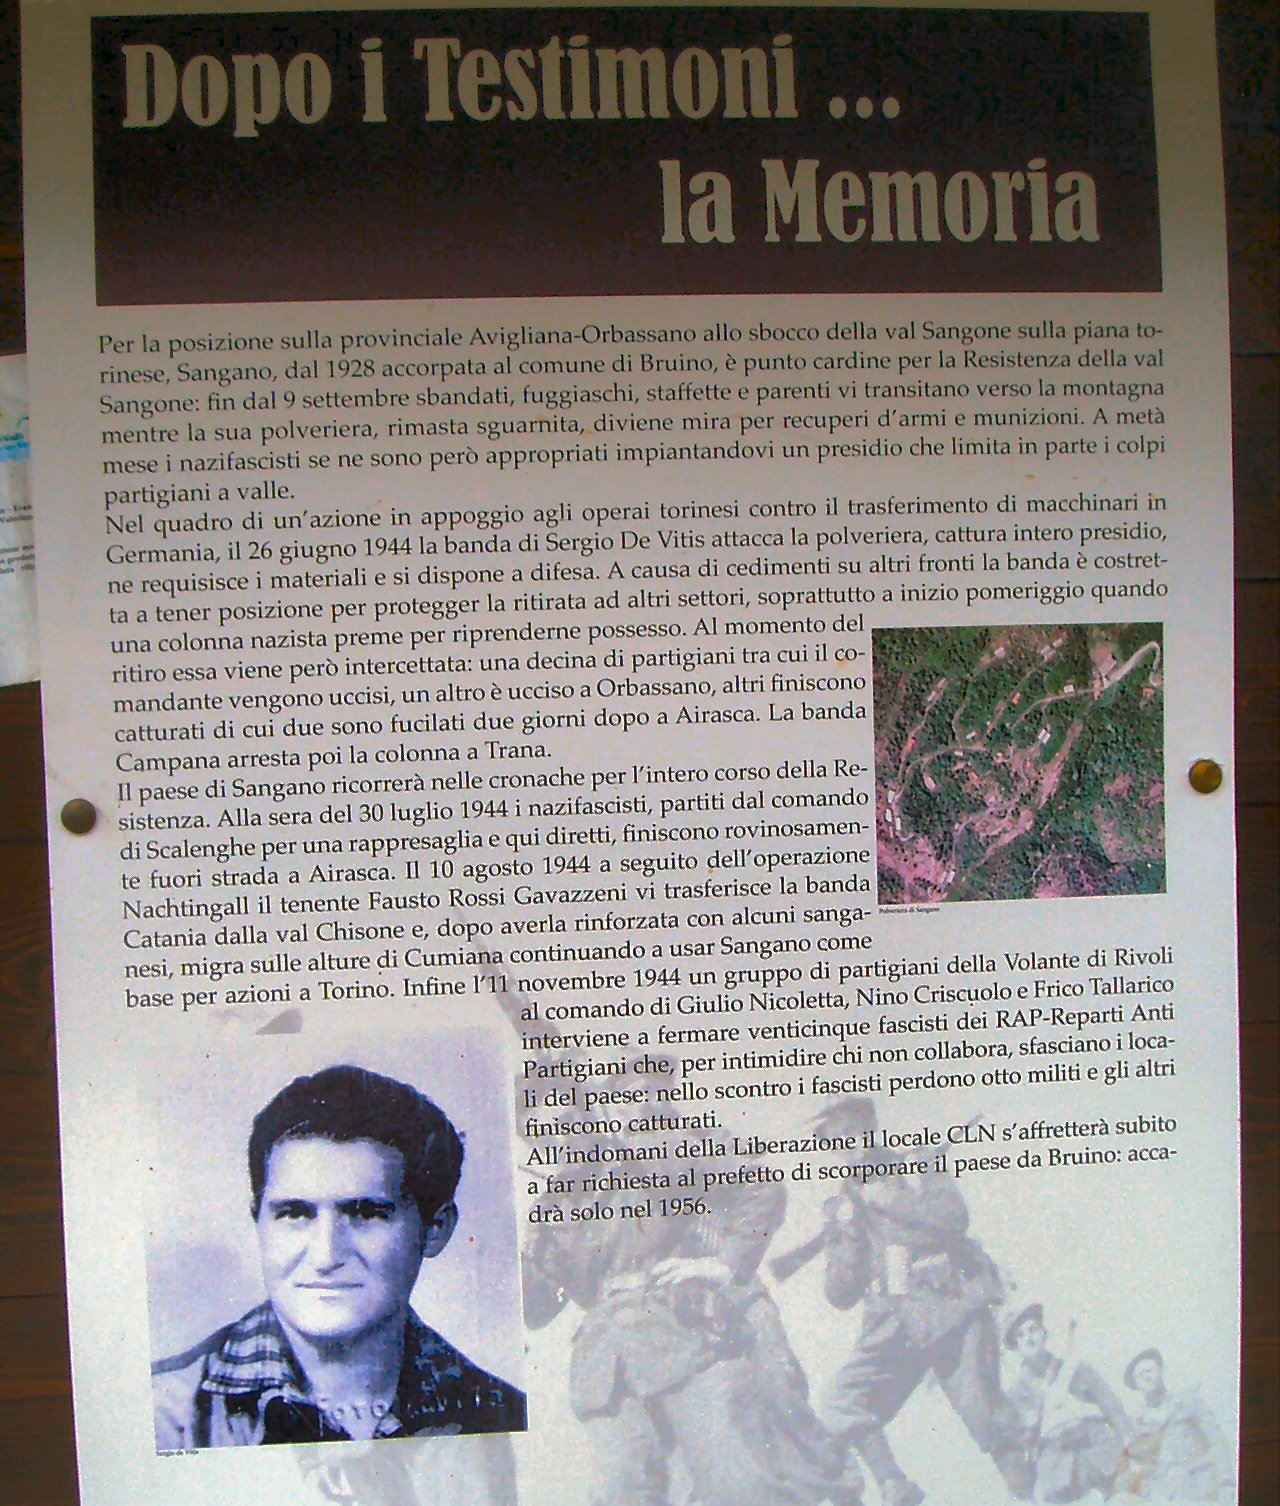 Dopo i Testimoni ...
la Memoria
Per la posizione sulla provinciale Avigliana-Orbassano allo sbocco della val Sangone sulla piana to-
rinese, Sangano, dal 1928 accorpata al comune di Bruino, è punto cardine per la Resistenza della val
Sangone: fin dal 9 settembre sbandati, fuggiaschi, staffette e parenti vi transitano verso la montagna
mentre la sua polveriera, rimasta sguarnita, diviene mira per recuperi d'armi e munizioni. A metà
mese i nazifascisti se ne sono però appropriati impiantandovi un presidio che limita in parte i colpi
partigiani a valle.
Nel quadro di un'azione in appoggio agli operai torinesi contro il trasferimento di macchinari in
Germania, il 26 giugno 1944 la banda di Sergio De Vitis attacca la polveriera, cattura intero presidio,
ne requisisce i materiali e si dispone a difesa. A causa di cedimenti su altri fronti la banda è costret-
ta a tener posizione per protegger la ritirata ad altri settori, soprattutto a inizio pomeriggio quando
una colonna nazista preme per riprenderne possesso. Al momento del
ritiro essa viene però intercettata: una decina di partigiani tra cui il co-
mandante vengono uccisi, un altro è ucciso a Orbassano, altri finiscono
catturati di cui due sono fucilati due giorni dopo a Airasca. La banda
Campana arresta poi la colonna a Trana.
Il paese di Sangano ricorrerà nelle cronache per l'intero corso della Re-
sistenza. Alla sera del 30 luglio 1944 i nazifascisti, partiti dal comando
di Scalenghe per una rappresaglia e qui diretti, finiscono rovinosamen-
te fuori strada a Airasca. Il 10 agosto 1944 a seguito dell'operazione
Nachtingall il tenente Fausto Rossi Gavazzeni vi trasferisce la banda
Catania dalla val Chisone e, dopo averla rinforzata con alcuni sanga-
nesi, migra sulle alture di Cumiana continuando a usar Sangano come
base per azioni a Torino. Infine l'11 novembre 1944 un gruppo di partigiani della Volante di Rivoli
al comando di Giulio Nicoletta, Nino Criscuolo e Frico Tallarico
interviene a fermare venticinque fascisti dei RAP-Reparti Anti
Partigiani che, per intimidire chi non collabora, sfasciano i loca-
li del paese: nello scontro i fascisti perdono otto militi e gli altri
finiscono catturati.
All'indomani della Liberazione il locale CLN s'affretterà subito
a far richiesta al prefetto di scorporare il paese da Bruino: acca-
drà solo nel 1956.
Polveriera di Sangano
Sergio de Vitis